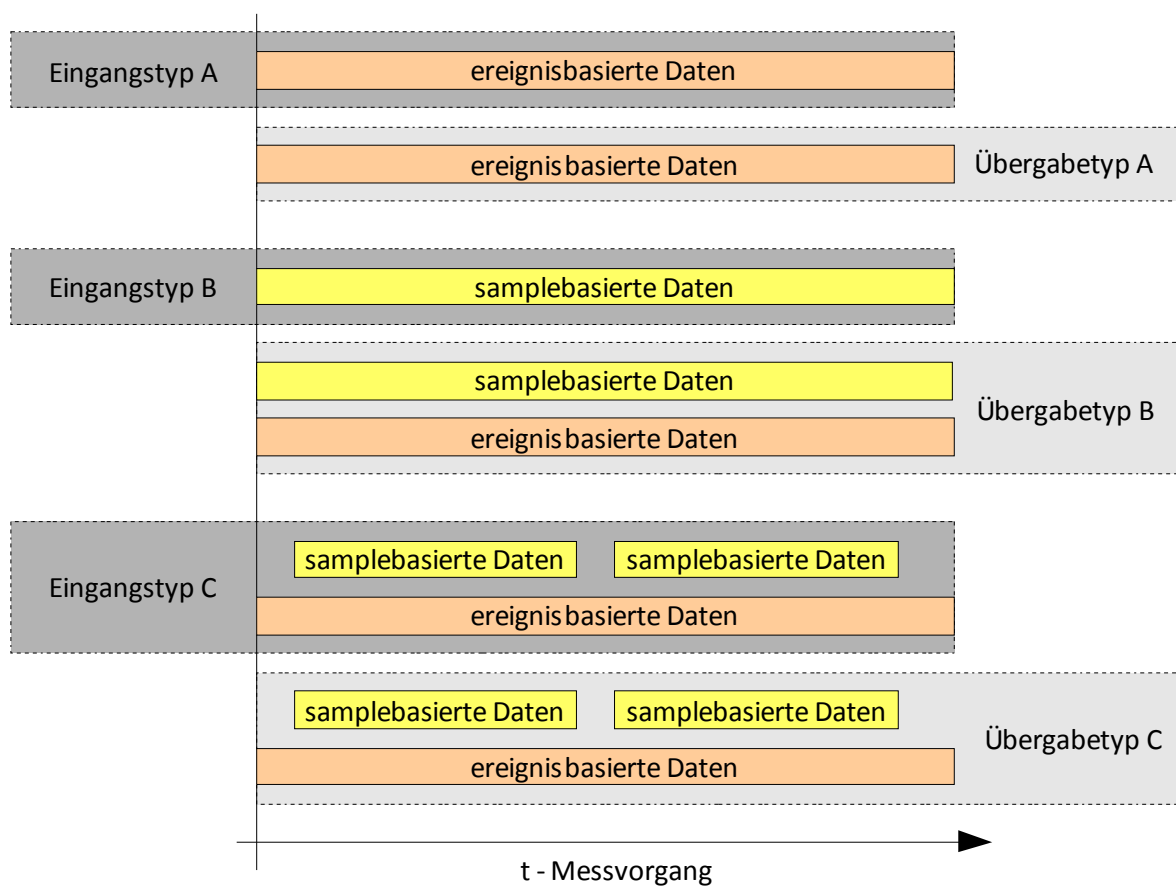 Eingangstyp A
ereignisbasierte Daten
ereignisbasierte Daten
Übergabetyp A
Eingangstyp B
samplebasierte Daten
samplebasierte Daten
Übergabetyp B
ereignisbasierte Daten
samplebasierte Daten
samplebasierte Daten
Eingangstyp C
ereignisbasierte Daten
samplebasierte Daten
samplebasierte Daten
Übergabetyp C
ereignisbasierte Daten
t - Messvorgang